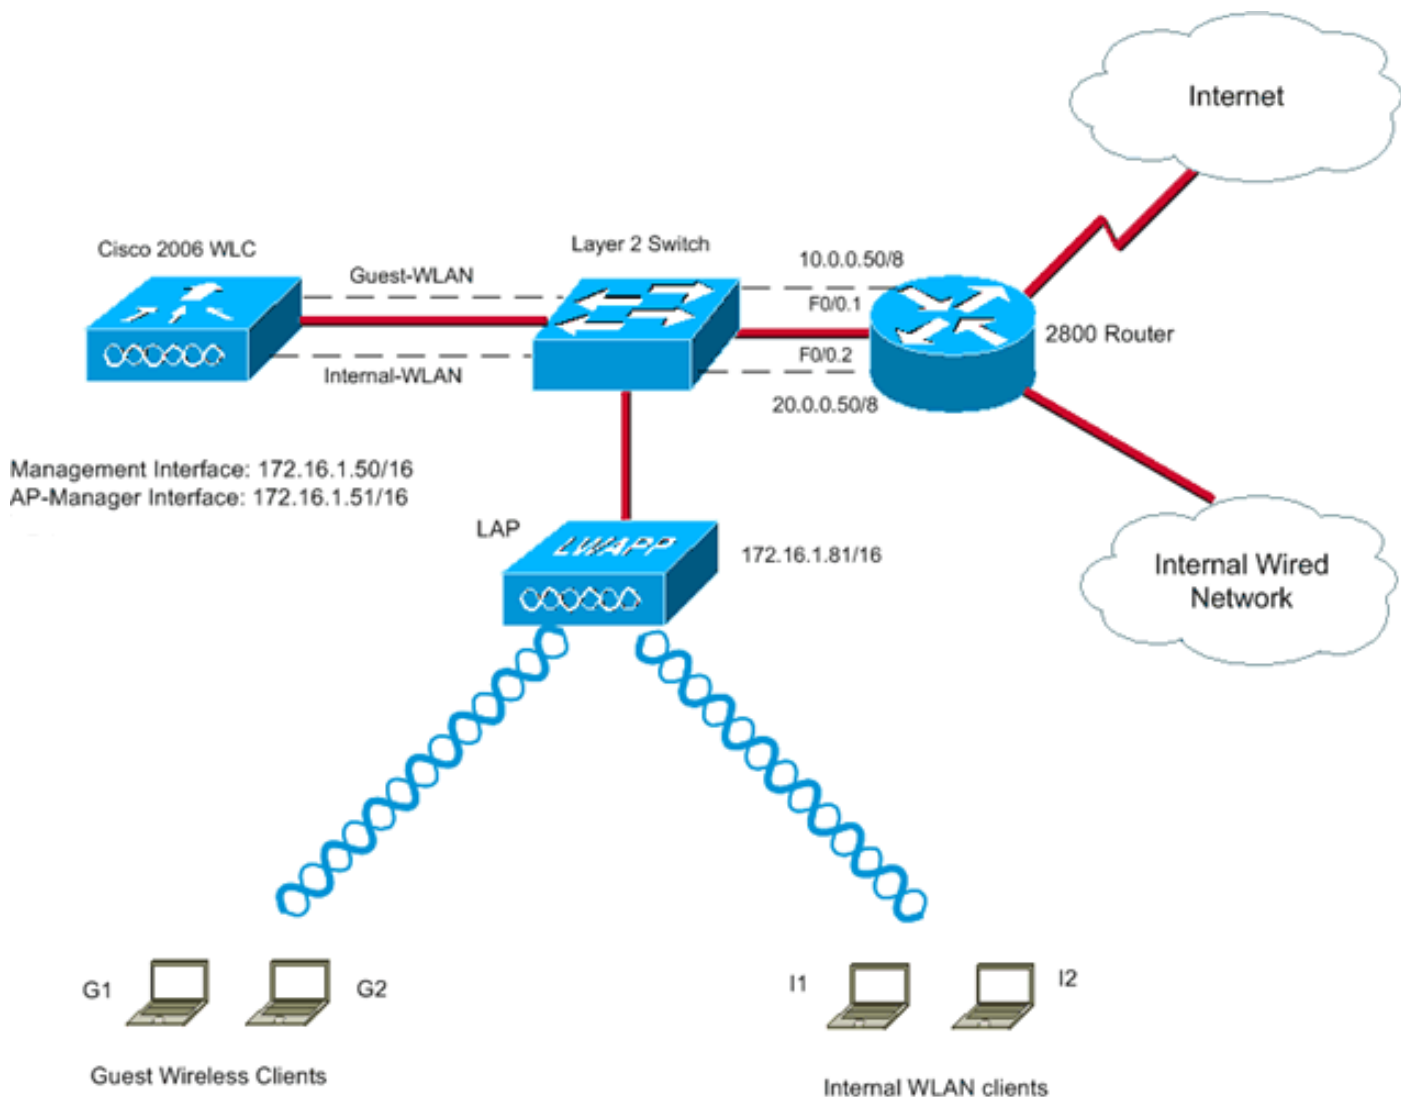 Internet
Cisco 2006 WLC
Layer 2 Switch
10.0.0.50/8
Guest-WLAN
F0/0.1
2800 Router
F0/0.2
Internal-WLAN
20.0.0.50/8
Management Interface: 172.16.1.50/16
AP-Manager Interface: 172.16.1.51/16
LAP
LWAPP
172.16.1.81/16
Internal Wired
Network
G1
G2
I1
I2
Guest Wireless Clients
Internal WLAN clients